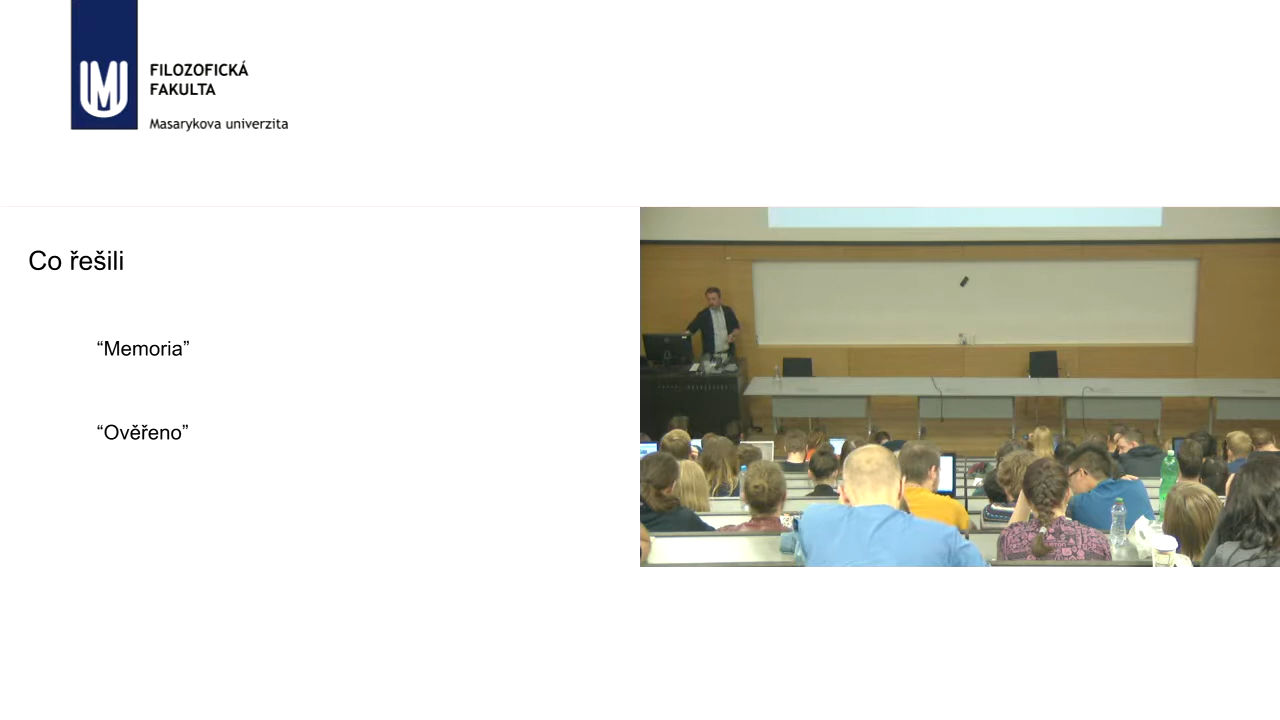 FILOZOFICKÁ
FAKULTA
Masarykova univerzita
Co řešili
“Memoria”
“Ověřeno”